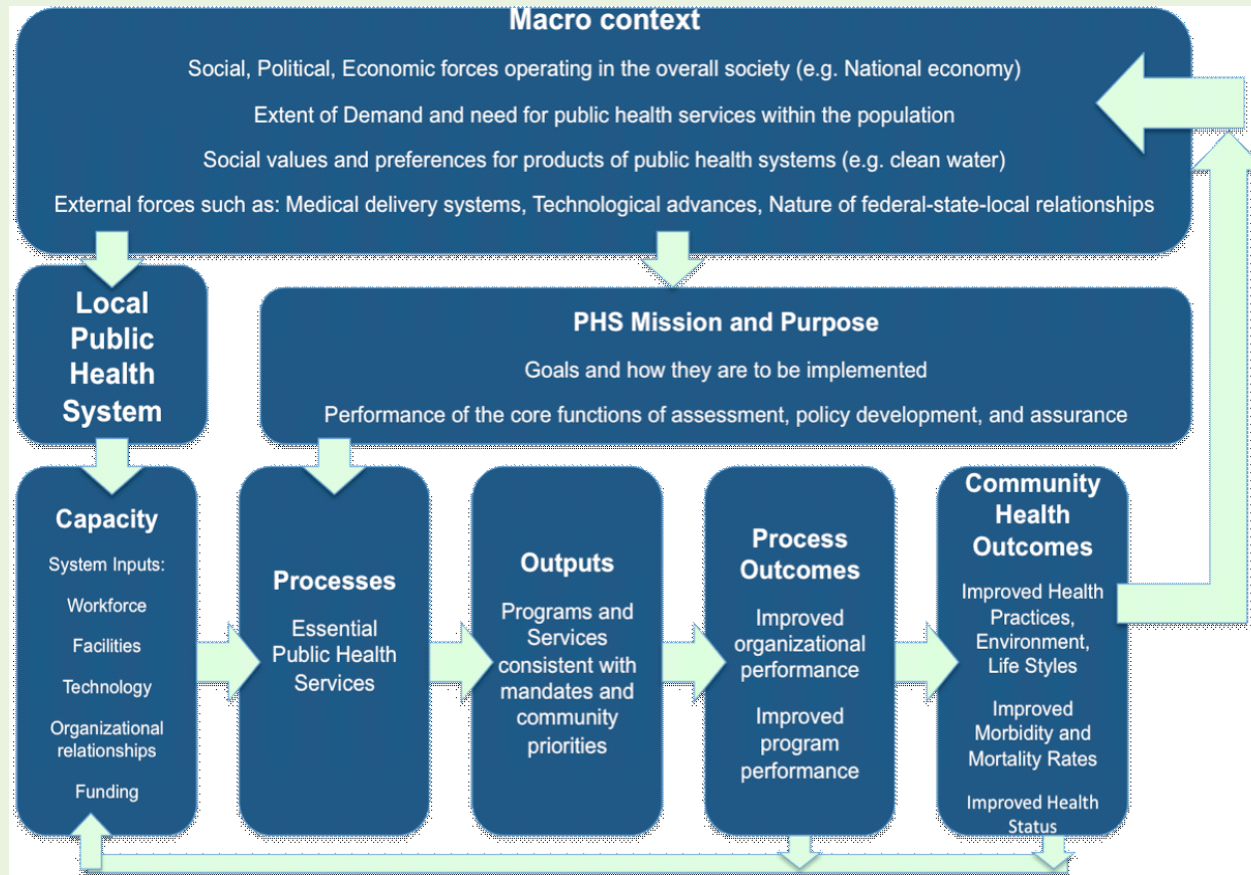 Macro context
Social, Political, Economic forces operating in the overall society (e.g. National economy)
Extent of Demand and need for public health services within the population
Social values and preferences for products of public health systems (e.g. clean water)
External forces such as: Medical delivery systems, Technological advances, Nature of federal-state-local relationships
Local
Public
Health
System
PHS Mission and Purpose
Goals and how they are to be implemented
Performance of the core functions of assessment, policy development, and assurance
Capacity
System Inputs:
Workforce
Facilities
Technology
Organizational
relationships
Funding
Processes
Essential
Public Health
Services
Outputs
Programs and
Services
consistent with
mandates and
community
priorities
Process
Outcomes
Improved
organizational
performance
Improved
program
performance
Community
Health
Outcomes
Improved Health
Practices,
Environment,
Life Styles
Improved
Morbidity and
Mortality Rates
Improved Health
Status